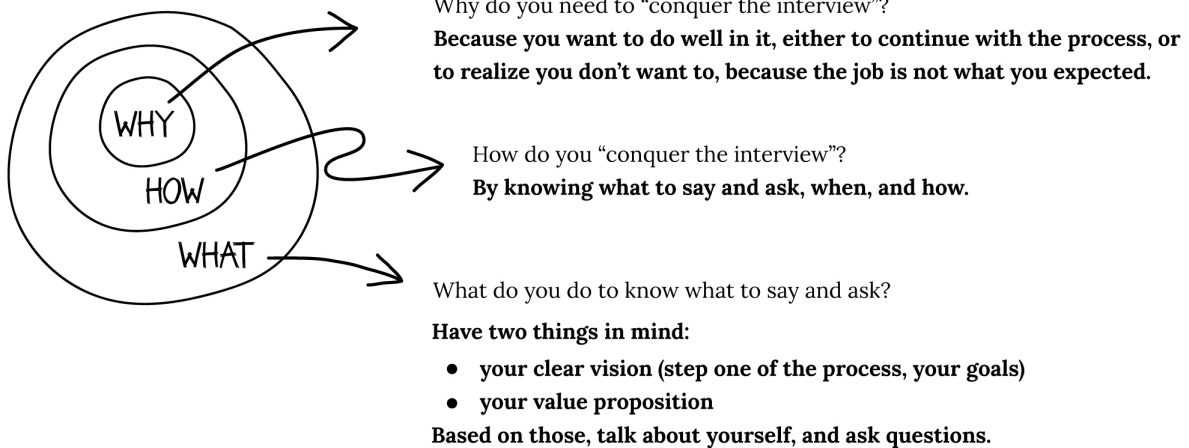 Why do you need to “conquer the interview”?
Because you want to do well in it, either to continue with the process, or
to realize you don’t want to, because the job is not what you expected.
WHY
How do you “conquer the interview”?
By knowing what to say and ask, when, and how.
HOW
WHAT
What do you do to know what to say and ask?
Have two things in mind:
● your clear vision (step one of the process, your goals)
● your value proposition
Based on those, talk about yourself, and ask questions.